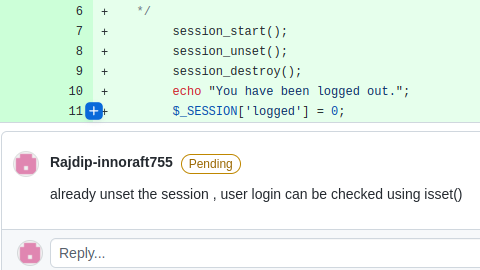 6 + */
7 + session_start();
8 + session_unset();
9 + session_destroy();
10 + echo "You have been logged out.";
11 + $_SESSION['logged'] = 0;
Rajdip-innoraft755 Pending
already unset the session , user login can be checked using isset()
Reply...